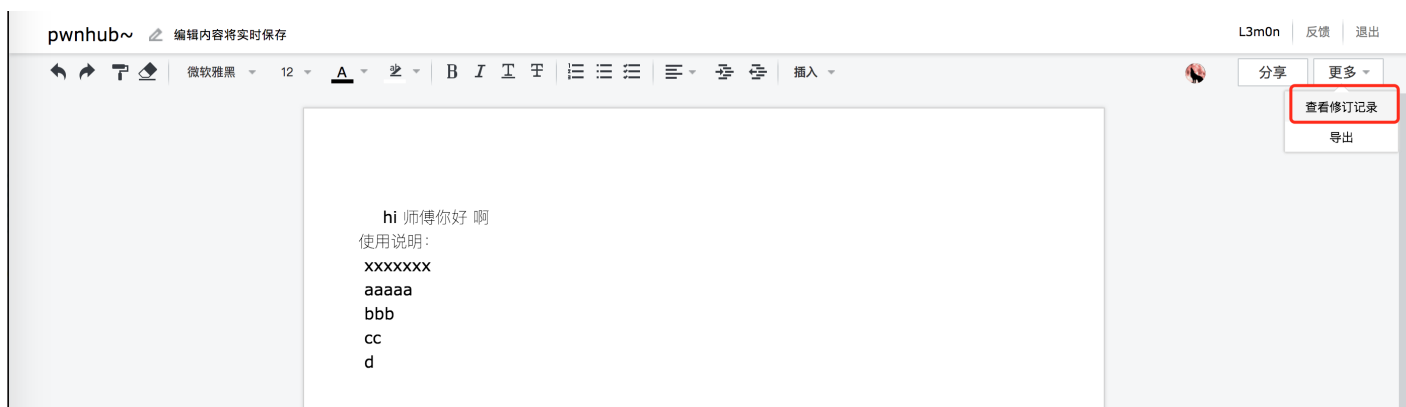 pwnhub~ 编辑内容将实时保存 L3m0n 反馈 退出
微软雅黑 12 A ab B I T T 插入 分享 更多
查看修订记录
导出
hi 师傅你好 啊
使用说明：
xxxxxxx
aaaaa
bbb
cc
d